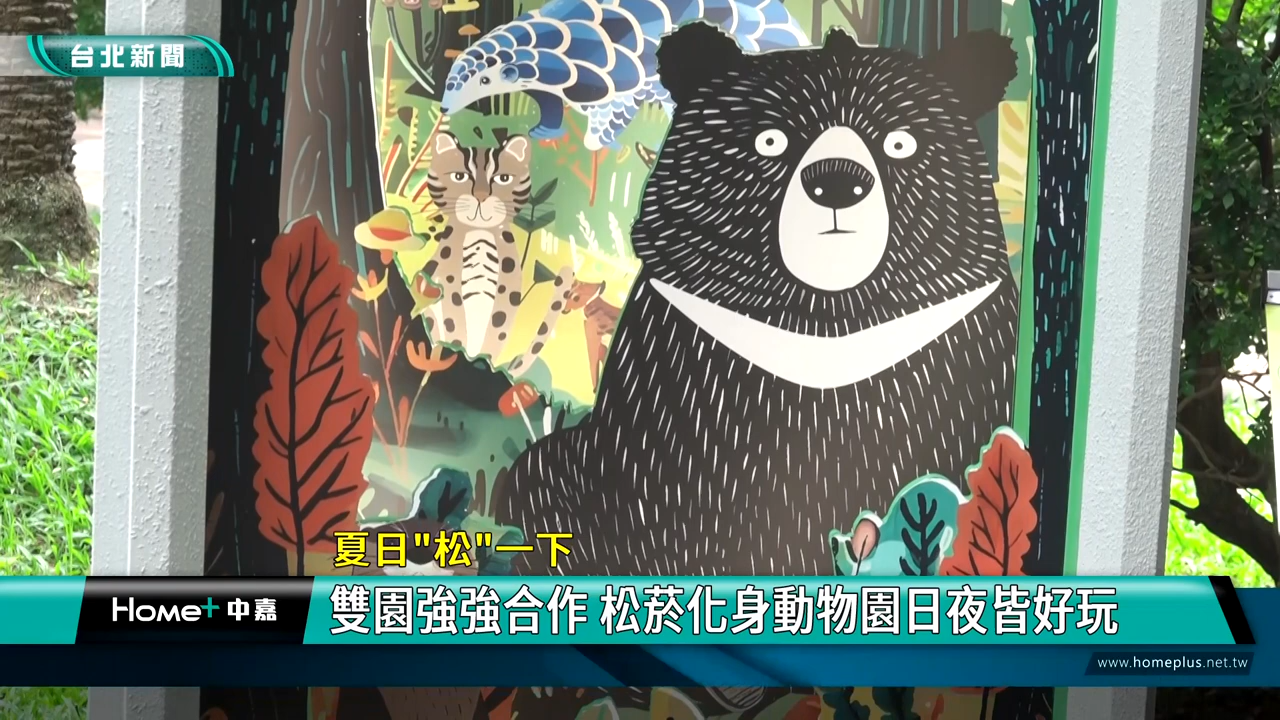 台北新聞
夏日"松"一下
Home+中嘉
雙園強強合作 松菸化身動物園日夜皆好玩
www.homeplus.net.tw